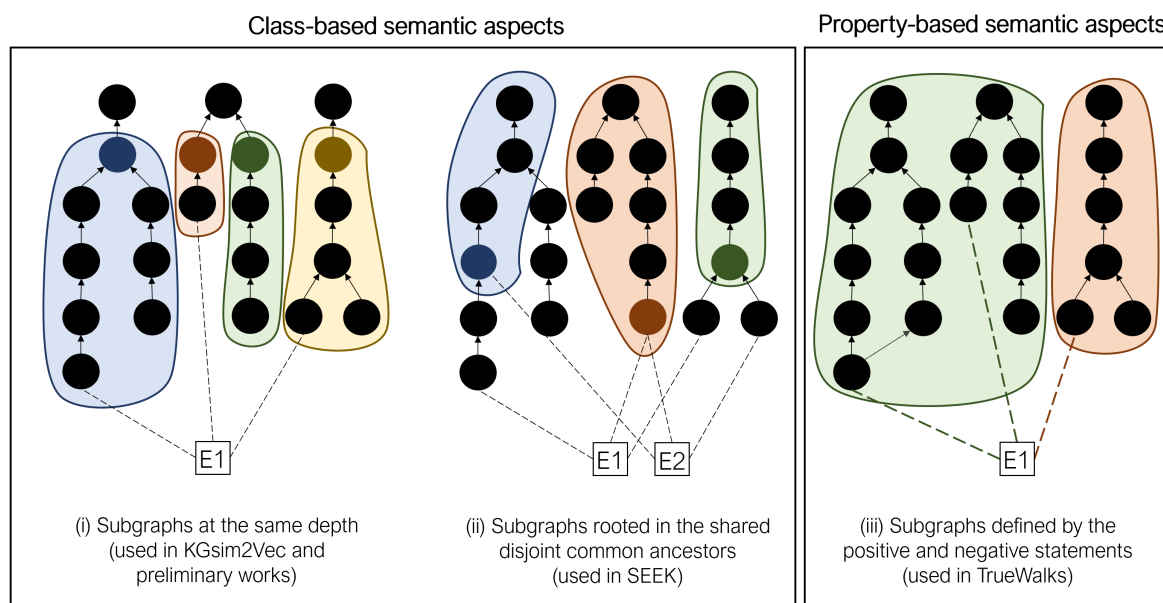 Class-based semantic aspects
Property-based semantic aspects
E1
E1
E2
E1
(i) Subgraphs at the same depth
(used in KGsim2Vec and
preliminary works)
(ii) Subgraphs rooted in the shared
disjoint common ancestors
(used in SEEK)
(iii) Subgraphs defined by the
positive and negative statements
(used in TrueWalks)